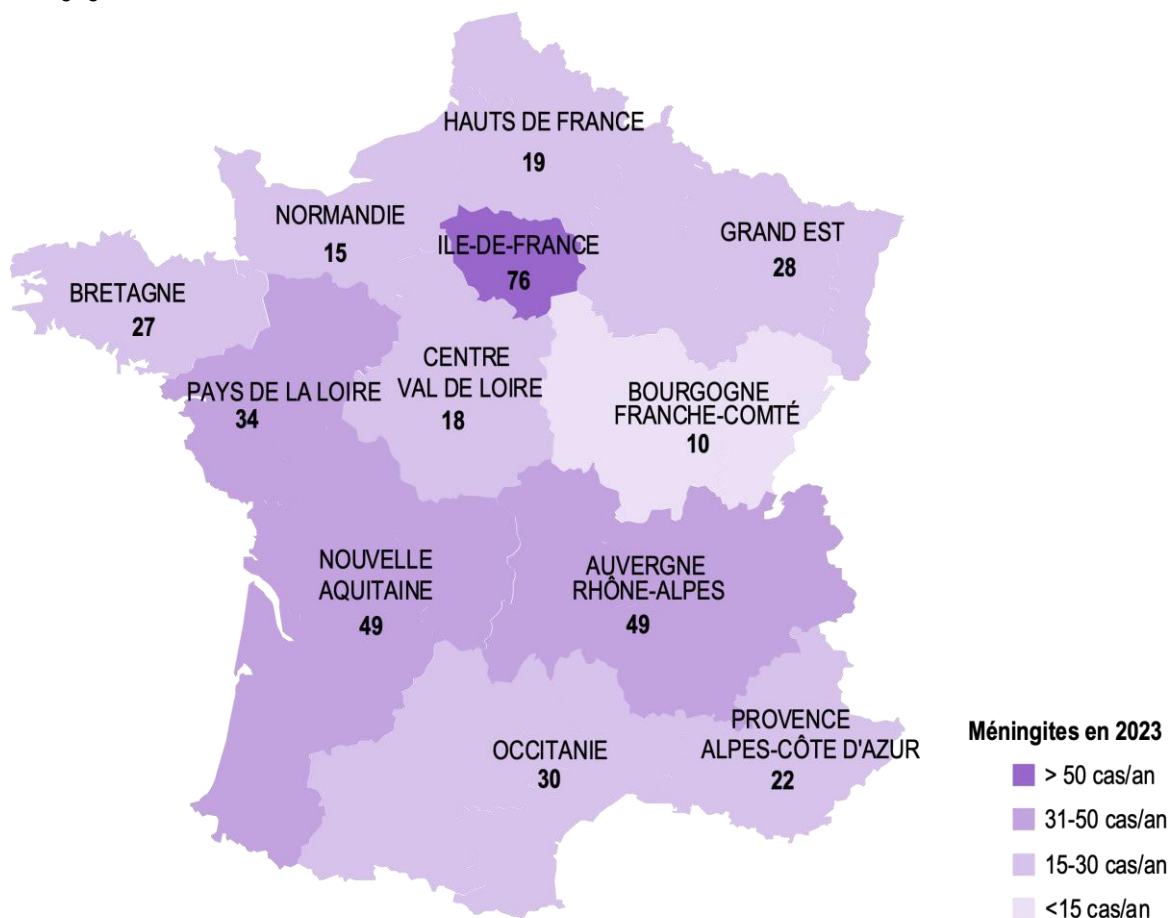 HAUTS DE FRANCE
19
NORMANDIE
15
ILE-DE-FRANCE
76
GRAND EST
28
BRETAGNE
27
CENTRE
VAL DE LOIRE
18
PAYS DE LA LOIRE
34
BOURGOGNE
FRANCHE-COMTÉ
10
NOUVELLE
AQUITAINE
49
AUVERGNE
RHÔNE-ALPES
49
OCCITANIE
30
PROVENCE
ALPES-CÔTE D'AZUR
22
Méningites en 2023
> 50 cas/an
31-50 cas/an
15-30 cas/an
<15 cas/an